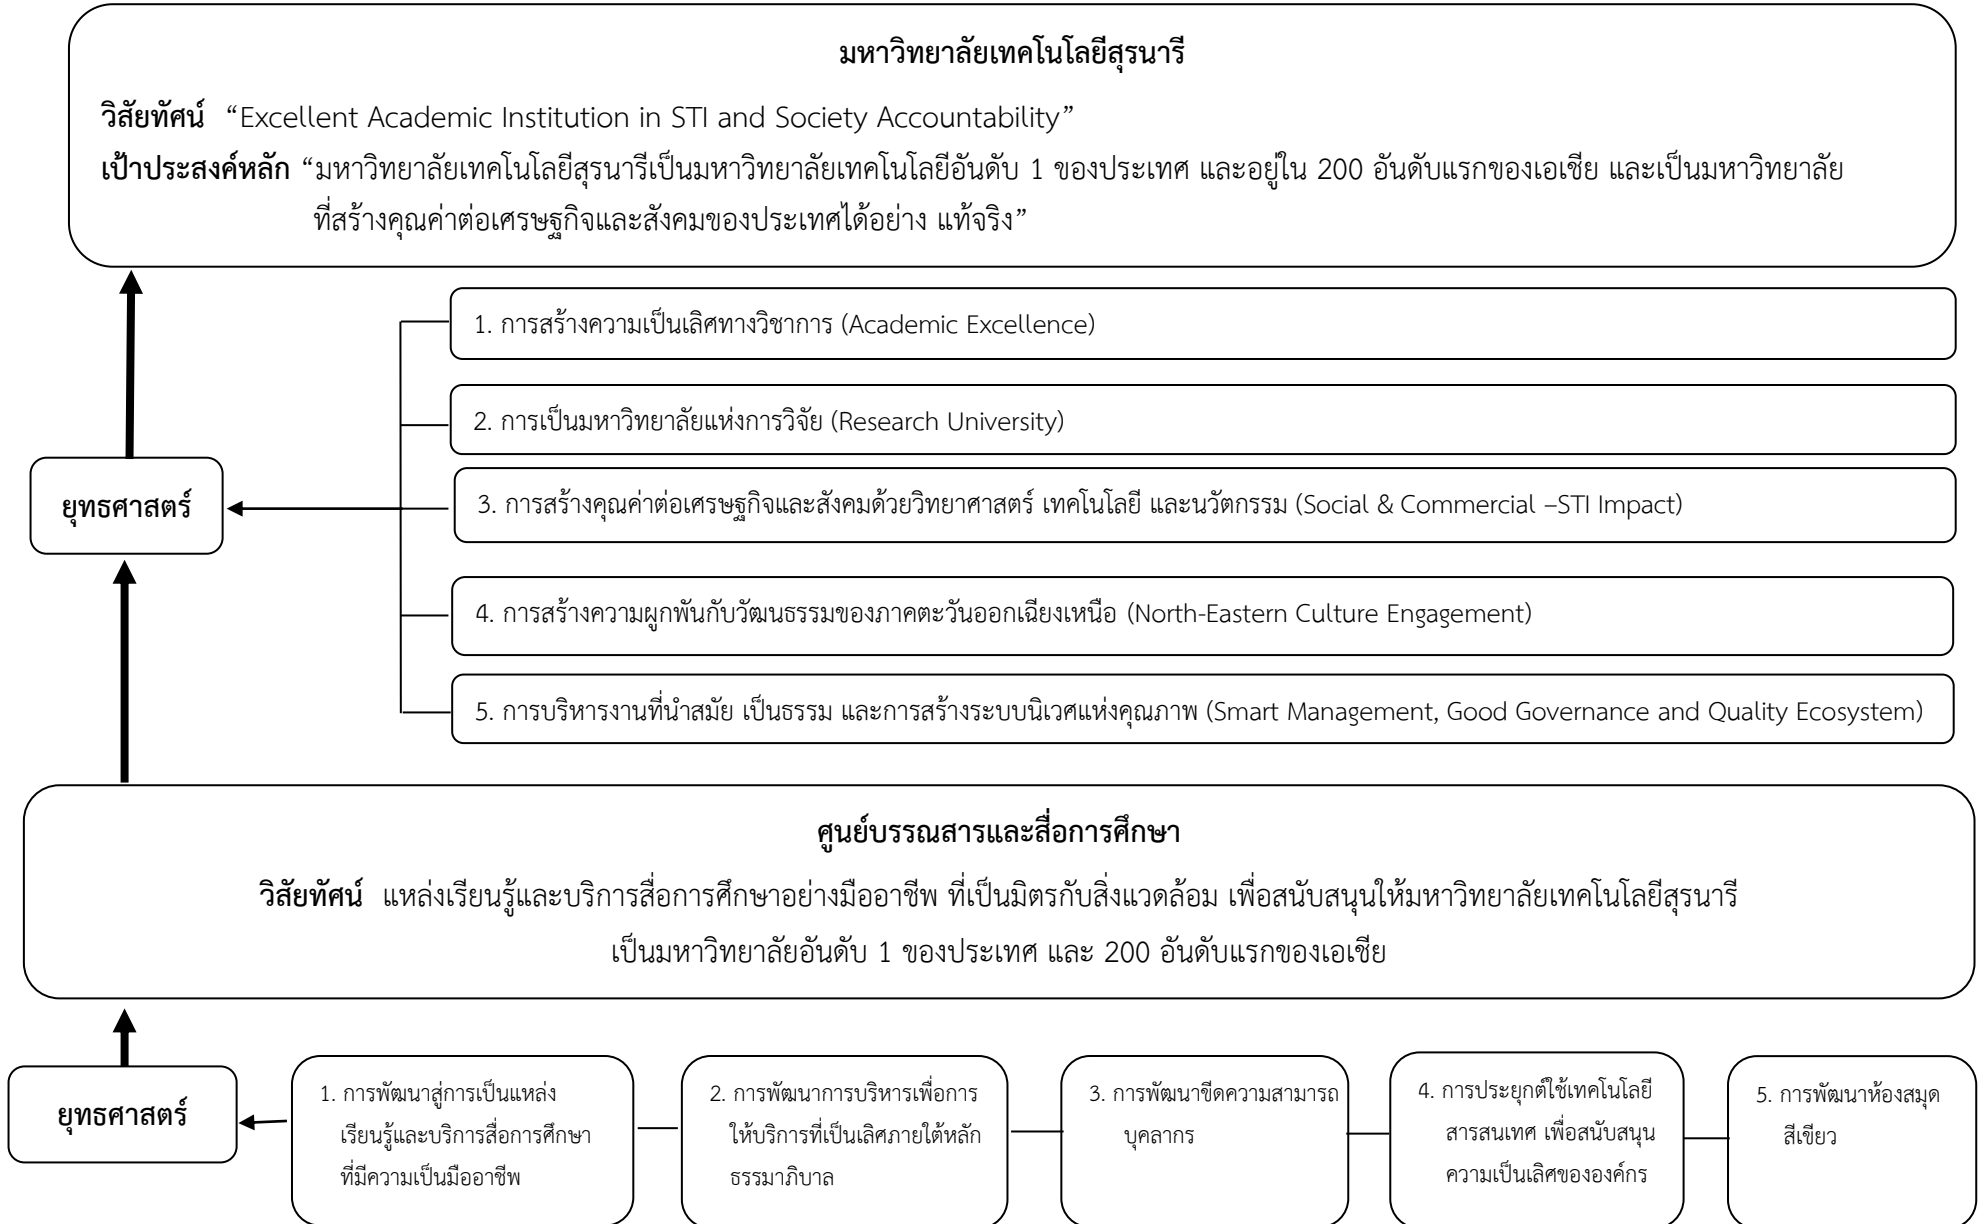 มหาวิทยาลัยเทคโนโลยีสุรนารี
วิสัยทัศน์ “Excellent Academic Institution in STI and Society Accountability”
เป้าประสงค์หลัก “มหาวิทยาลัยเทคโนโลยีสุรนารีเป็นมหาวิทยาลัยเทคโนโลยีอันดับ 1 ของประเทศ และอยู่ใน 200 อันดับแรกของเอเชีย และเป็นมหาวิทยาลัย
ที่สร้างคุณค่าต่อเศรษฐกิจและสังคมของประเทศได้อย่าง แท้จริง”
1. การสร้างความเป็นเลิศทางวิชาการ (Academic Excellence)
2. การเป็นมหาวิทยาลัยแห่งการวิจัย (Research University)
ยุทธศาสตร์
3. การสร้างคุณค่าต่อเศรษฐกิจและสังคมด้วยวิทยาศาสตร์ เทคโนโลยี และนวัตกรรม (Social & Commercial –STI Impact)
4. การสร้างความผูกพันกับวัฒนธรรมของภาคตะวันออกเฉียงเหนือ (North-Eastern Culture Engagement)
5. การบริหารงานที่นำสมัย เป็นธรรม และการสร้างระบบนิเวศแห่งคุณภาพ (Smart Management, Good Governance and Quality Ecosystem)
ศูนย์บรรณสารและสื่อการศึกษา
วิสัยทัศน์ แหล่งเรียนรู้และบริการสื่อการศึกษาอย่างมืออาชีพ ที่เป็นมิตรกับสิ่งแวดล้อม เพื่อสนับสนุนให้มหาวิทยาลัยเทคโนโลยีสุรนารี
เป็นมหาวิทยาลัยอันดับ 1 ของประเทศ และ 200 อันดับแรกของเอเชีย
ยุทธศาสตร์
1. การพัฒนาสู่การเป็นแหล่ง
เรียนรู้และบริการสื่อการศึกษา
ที่มีความเป็นมืออาชีพ
2. การพัฒนาการบริหารเพื่อการ
ให้บริการที่เป็นเลิศภายใต้หลัก
ธรรมาภิบาล
3. การพัฒนาขีดความสามารถ
บุคลากร
4. การประยุกต์ใช้เทคโนโลยี
สารสนเทศ เพื่อสนับสนุน
ความเป็นเลิศขององค์กร
5. การพัฒนาห้องสมุด
สีเขียว